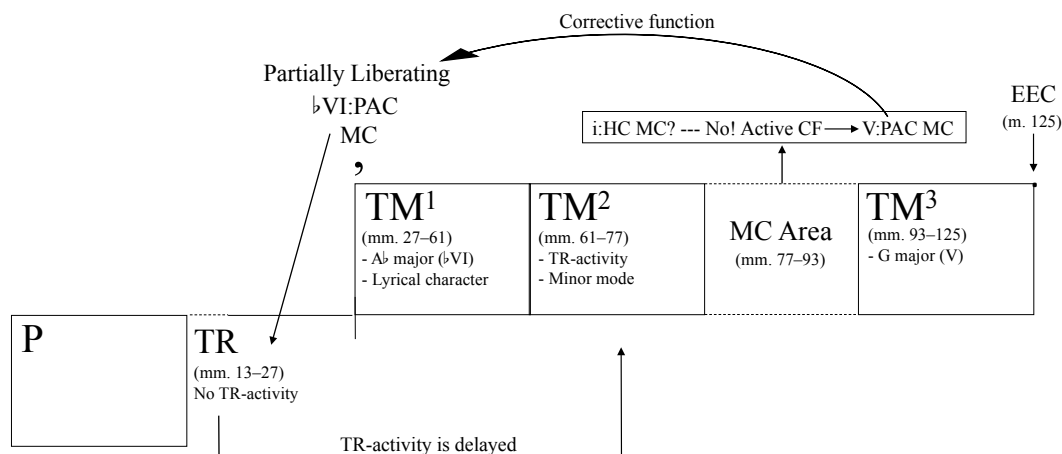 Corrective function
Partially Liberating
♭VI:PAC
MC
,
i:HC MC? --- No! Active CF → V:PAC MC
EEC
(m. 125)
TM¹
(mm. 27–61)
- A♭ major (♭VI)
- Lyrical character
TM²
(mm. 61–77)
- TR-activity
- Minor mode
MC Area
(mm. 77–93)
TM³
(mm. 93–125)
- G major (V)
P
TR
(mm. 13–27)
No TR-activity
TR-activity is delayed